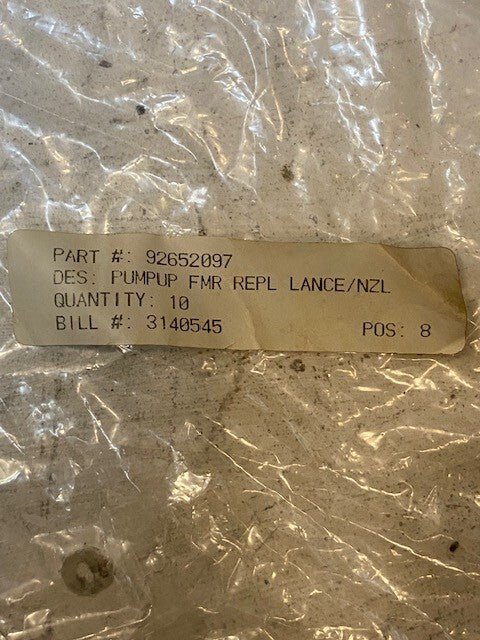 PART #: 92652097
DES: PUMPUP FMR REPL LANCE/NZL
QUANTITY: 10
BILL #: 3140545 POS: 8